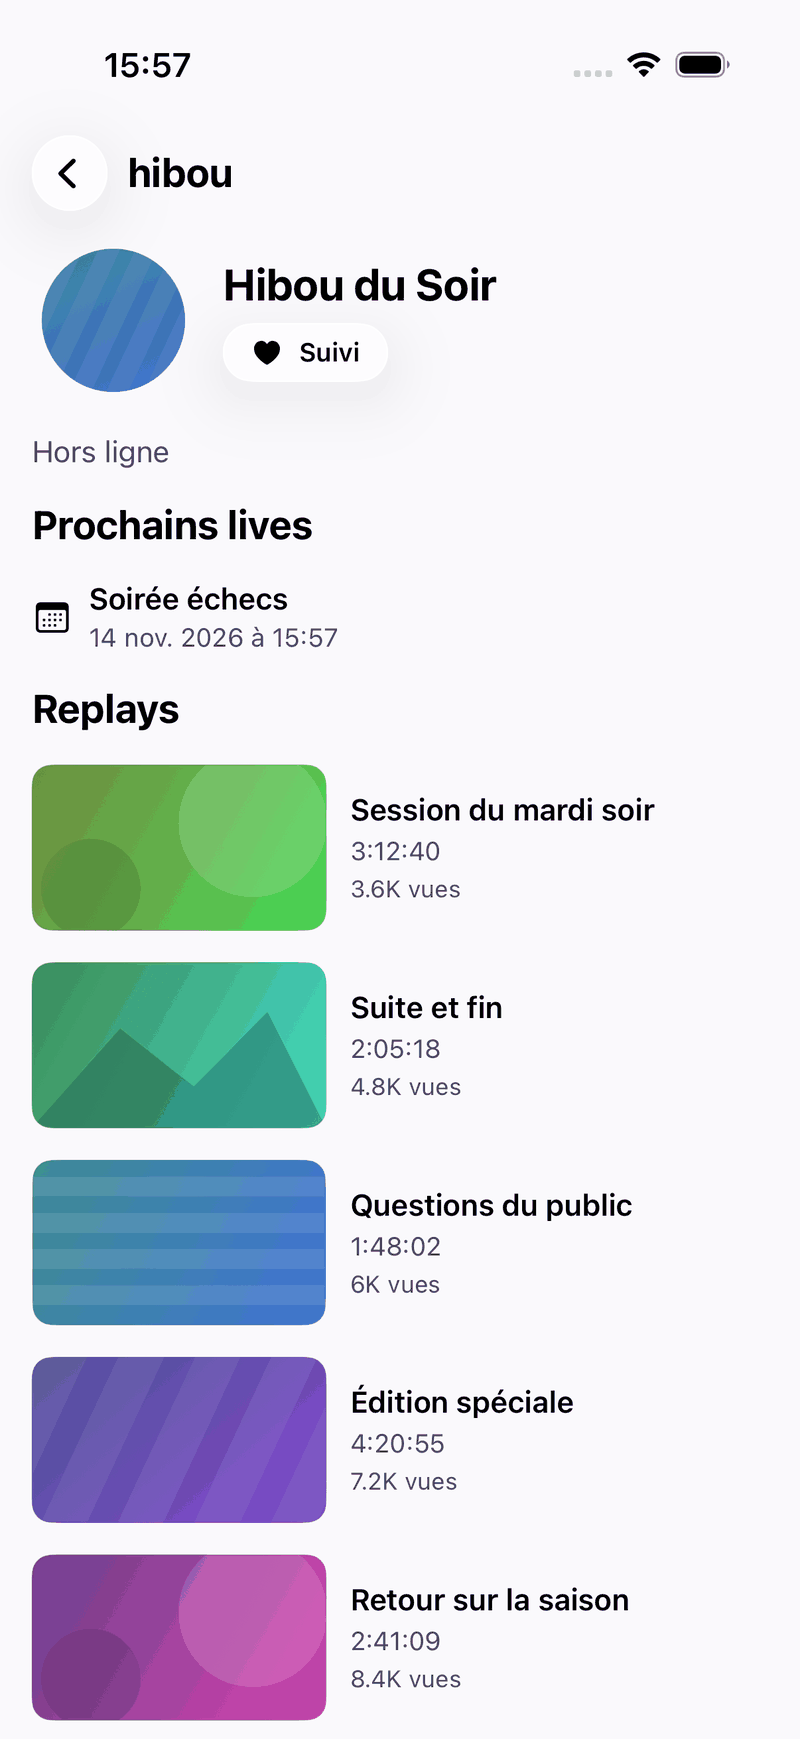 15:57
hibou
Hibou du Soir
Suivi
Hors ligne
Prochains lives
Soirée échecs
14 nov. 2026 à 15:57
Replays
Session du mardi soir
3:12:40
3.6K vues
Suite et fin
2:05:18
4.8K vues
Questions du public
1:48:02
6K vues
Édition spéciale
4:20:55
7.2K vues
Retour sur la saison
2:41:09
8.4K vues